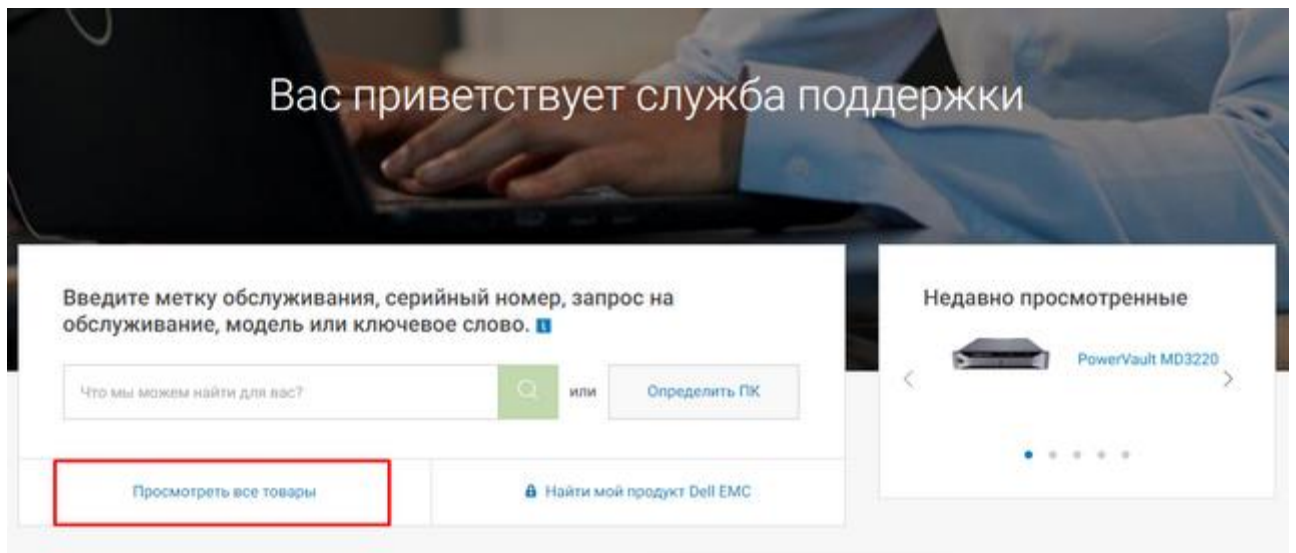 Вас приветствует служба поддержки
Введите метку обслуживания, серийный номер, запрос на
обслуживание, модель или ключевое слово.
Что мы можем найти для вас?
или
Определить ПК
Просмотреть все товары
Найти мой продукт Dell EMC
Недавно просмотренные
PowerVault MD3220